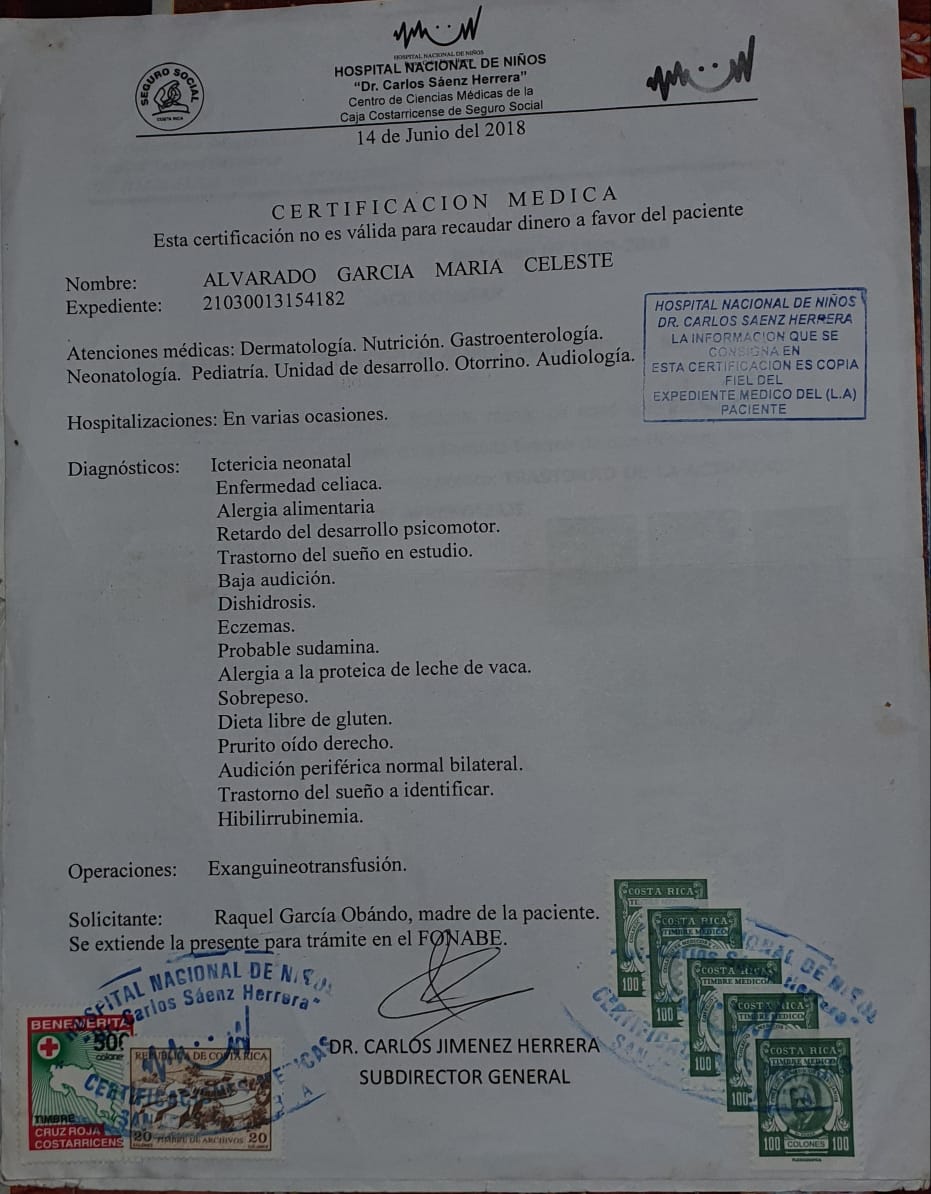 HOSPITAL NACIONAL DE NIÑOS
HOSPITAL NACIONAL DE NIÑOS
"Dr. Carlos Sáenz Herrera"
Centro de Ciencias Médicas de la
Caja Costarricense de Seguro Social
SEGURO SOCIAL
COSTA RICA
14 de Junio del 2018
CERTIFICACION MEDICA
Esta certificación no es válida para recaudar dinero a favor del paciente
Nombre: ALVARADO GARCIA MARIA CELESTE
Expediente: 21030013154182
HOSPITAL NACIONAL DE NIÑOS
DR. CARLOS SAENZ HERRERA
LA INFORMACION QUE SE
CONSIGNA EN
ESTA CERTIFICACION ES COPIA
FIEL DEL
EXPEDIENTE MEDICO DEL (L.A)
PACIENTE
Atenciones médicas: Dermatología. Nutrición. Gastroenterología.
Neonatología. Pediatría. Unidad de desarrollo. Otorrino. Audiología.
Hospitalizaciones: En varias ocasiones.
Diagnósticos: Ictericia neonatal
Enfermedad celiaca.
Alergia alimentaria
Retardo del desarrollo psicomotor.
Trastorno del sueño en estudio.
Baja audición.
Dishidrosis.
Eczemas.
Probable sudamina.
Alergia a la proteica de leche de vaca.
Sobrepeso.
Dieta libre de gluten.
Prurito oído derecho.
Audición periférica normal bilateral.
Trastorno del sueño a identificar.
Hibilirrubinemia.
Operaciones: Exanguineotransfusión.
Solicitante: Raquel García Obándo, madre de la paciente.
Se extiende la presente para trámite en el FONABE.
DR. CARLOS JIMENEZ HERRERA
SUBDIRECTOR GENERAL
HOSPITAL NACIONAL DE NIÑOS
"Carlos Sáenz Herrera"
BENEMERITA
colones
TIMBRE
CRUZ ROJA
COSTARRICENSE
REPUBLICA DE COSTA RICA
20 TIMBRE DE ARCHIVOS 20
COSTA RICA
100
COSTA RICA
TIMBRE MEDICO
100
COSTA RICA
TIMBRE MEDICO
100
COSTA RICA
TIMBRE MEDICO
100
COSTA RICA
TIMBRE MEDICO
100 COLONES 100